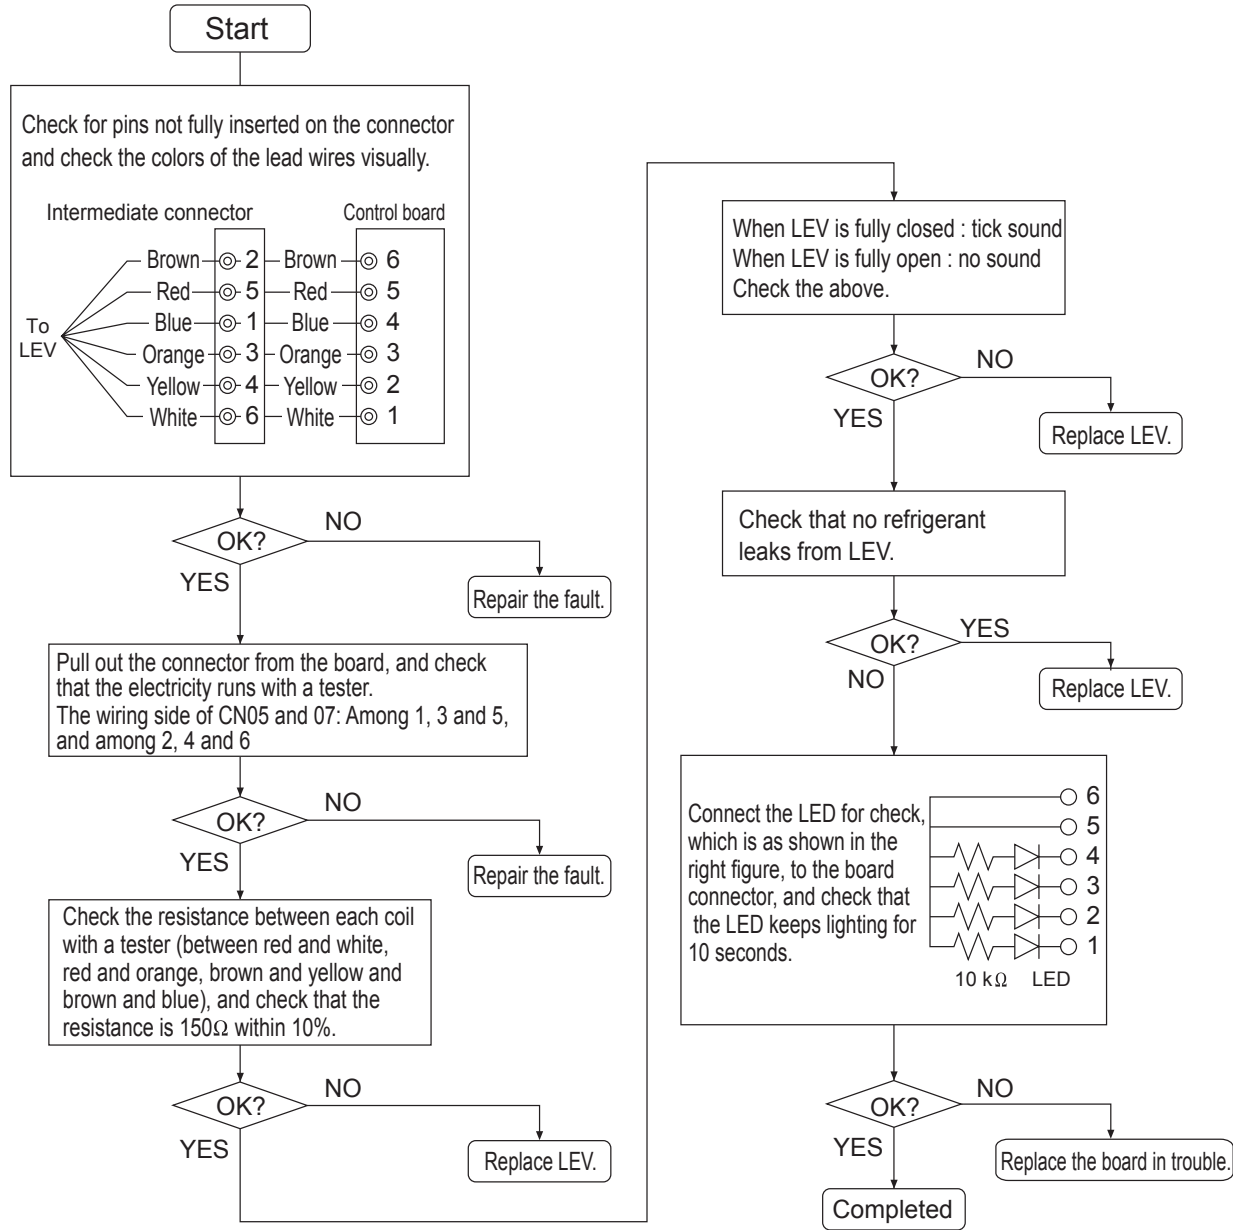 Start
Check for pins not fully inserted on the connector
and check the colors of the lead wires visually.
Intermediate connector Control board
Brown 2 Brown 6
Red 5 Red 5
Blue 1 Blue 4
To
LEV
Orange 3 Orange 3
Yellow 4 Yellow 2
White 6 White 1
OK?
NO
YES
Repair the fault.
Pull out the connector from the board, and check
that the electricity runs with a tester.
The wiring side of CN05 and 07: Among 1, 3 and 5,
and among 2, 4 and 6
OK?
NO
YES
Repair the fault.
Check the resistance between each coil
with a tester (between red and white,
red and orange, brown and yellow and
brown and blue), and check that the
resistance is 150Ω within 10%.
OK?
NO
YES
Replace LEV.
When LEV is fully closed : tick sound
When LEV is fully open : no sound
Check the above.
OK?
NO
YES
Replace LEV.
Check that no refrigerant
leaks from LEV.
OK?
YES
NO
Replace LEV.
Connect the LED for check,
which is as shown in the
right figure, to the board
connector, and check that
the LED keeps lighting for
10 seconds.
6
5
4
3
2
1
10 kΩ LED
OK?
NO
YES
Replace the board in trouble.
Completed